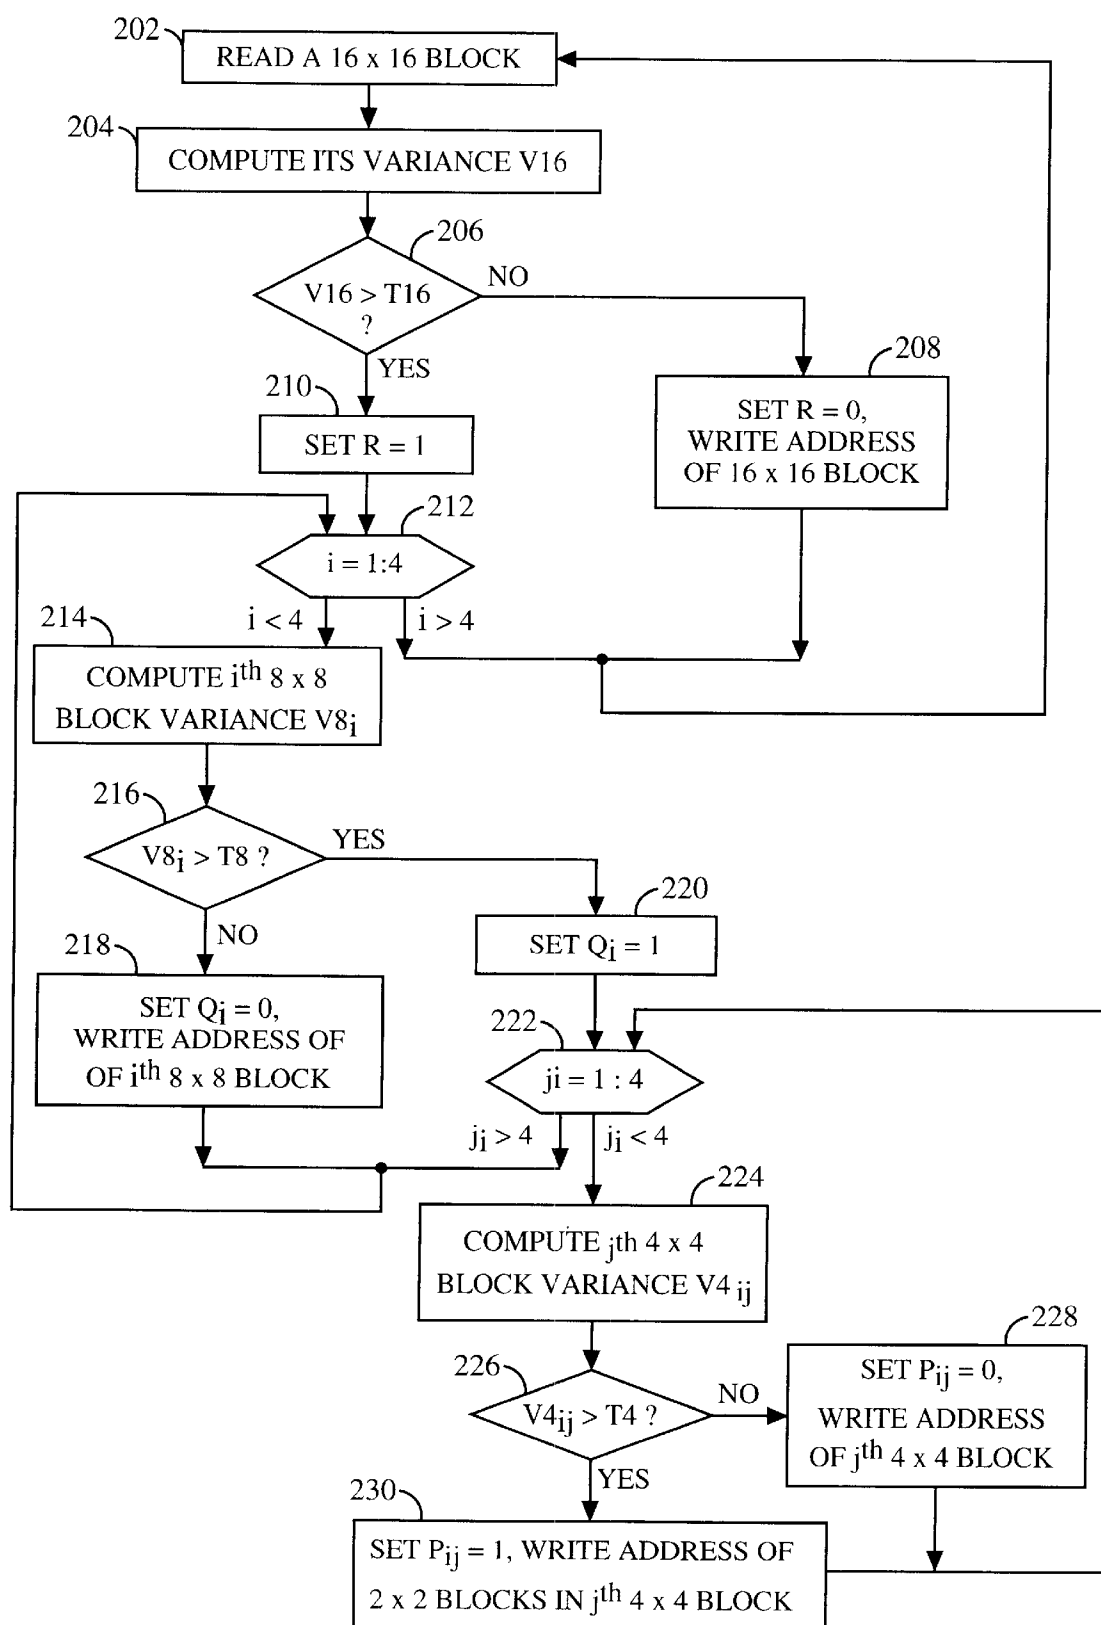 202
READ A 16 x 16 BLOCK
204
COMPUTE ITS VARIANCE V16
206
V16 > T16
?
NO
YES
208
SET R = 0,
WRITE ADDRESS
OF 16 x 16 BLOCK
210
SET R = 1
212
i = 1:4
i < 4
i > 4
214
COMPUTE ith 8 x 8
BLOCK VARIANCE V8i
216
V8i > T8 ?
YES
NO
218
SET Qi = 0,
WRITE ADDRESS OF
OF ith 8 x 8 BLOCK
220
SET Qi = 1
222
ji = 1 : 4
ji > 4
ji < 4
224
COMPUTE jth 4 x 4
BLOCK VARIANCE V4 ij
226
V4ij > T4 ?
NO
YES
228
SET Pij = 0,
WRITE ADDRESS
OF jth 4 x 4 BLOCK
230
SET Pij = 1, WRITE ADDRESS OF
2 x 2 BLOCKS IN jth 4 x 4 BLOCK